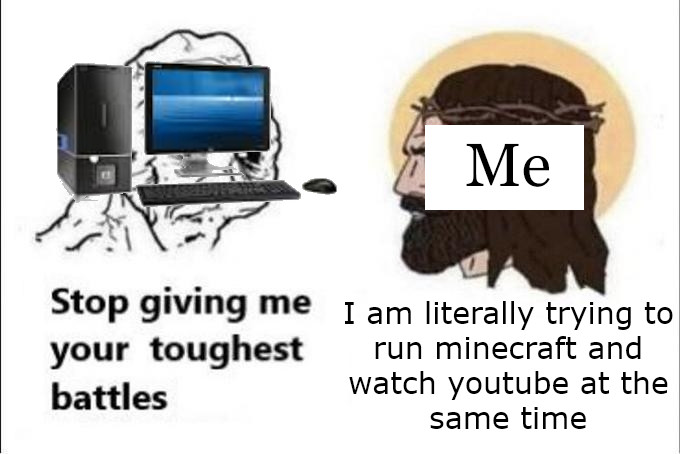 Me
Stop giving me
your toughest
battles
I am literally trying to
run minecraft and
watch youtube at the
same time